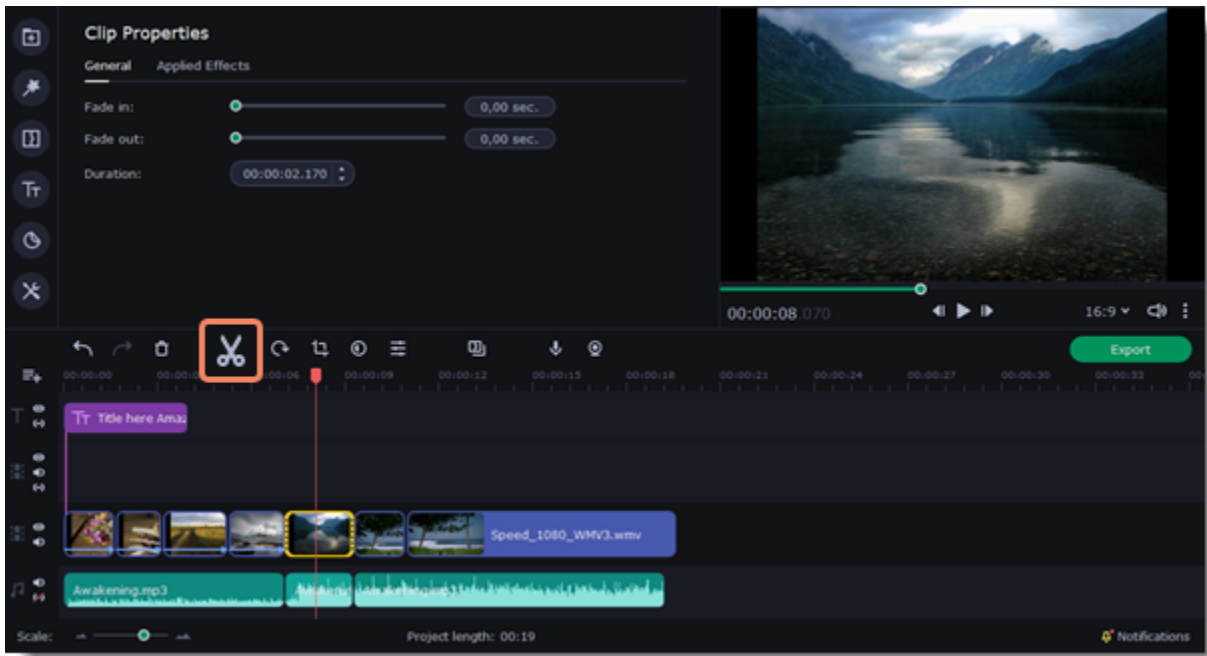 Clip Properties
General Applied Effects
Fade in: 0,00 sec.
Fade out: 0,00 sec.
Duration: 00:00:02.170
Tт
00:00:08.070 16:9
Export
00:00:00 00:00:06 00:00:09 00:00:12 00:00:15 00:00:18 00:00:21 00:00:24 00:00:27 00:00:30 00:00:33
T Tт Title here Amaz
Speed_1080_WMV3.wmv
Awakening.mp3
Scale: Project length: 00:19 Notifications